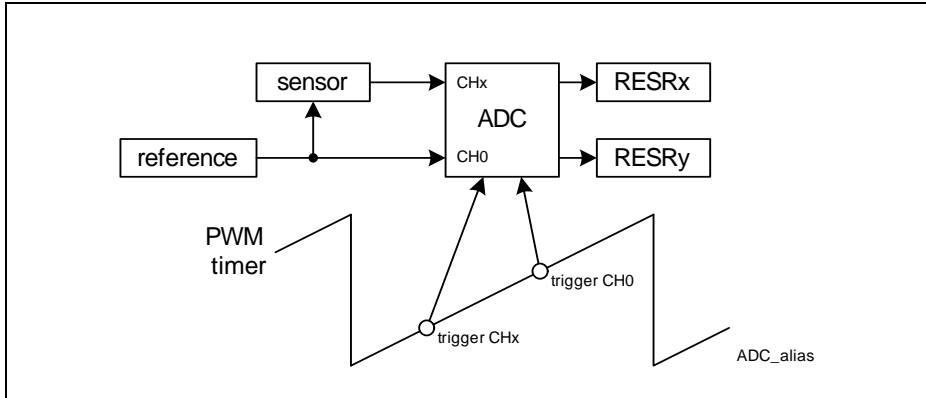 sensor
CHx
RESRx
ADC
reference
CH0
RESRy
PWM
timer
trigger CH0
trigger CHx
ADC_alias